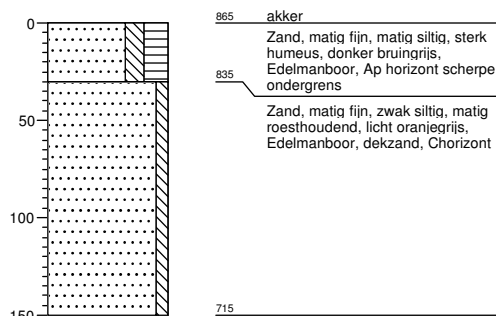 0
50
100
150
865 akker
Zand, matig fijn, matig siltig, sterk
humeus, donker bruingrijs,
Edelmanboor, Ap horizont scherpe
ondergrens
835
Zand, matig fijn, zwak siltig, matig
roesthoudend, licht oranjegrijs,
Edelmanboor, dekzand, Chorizont
715